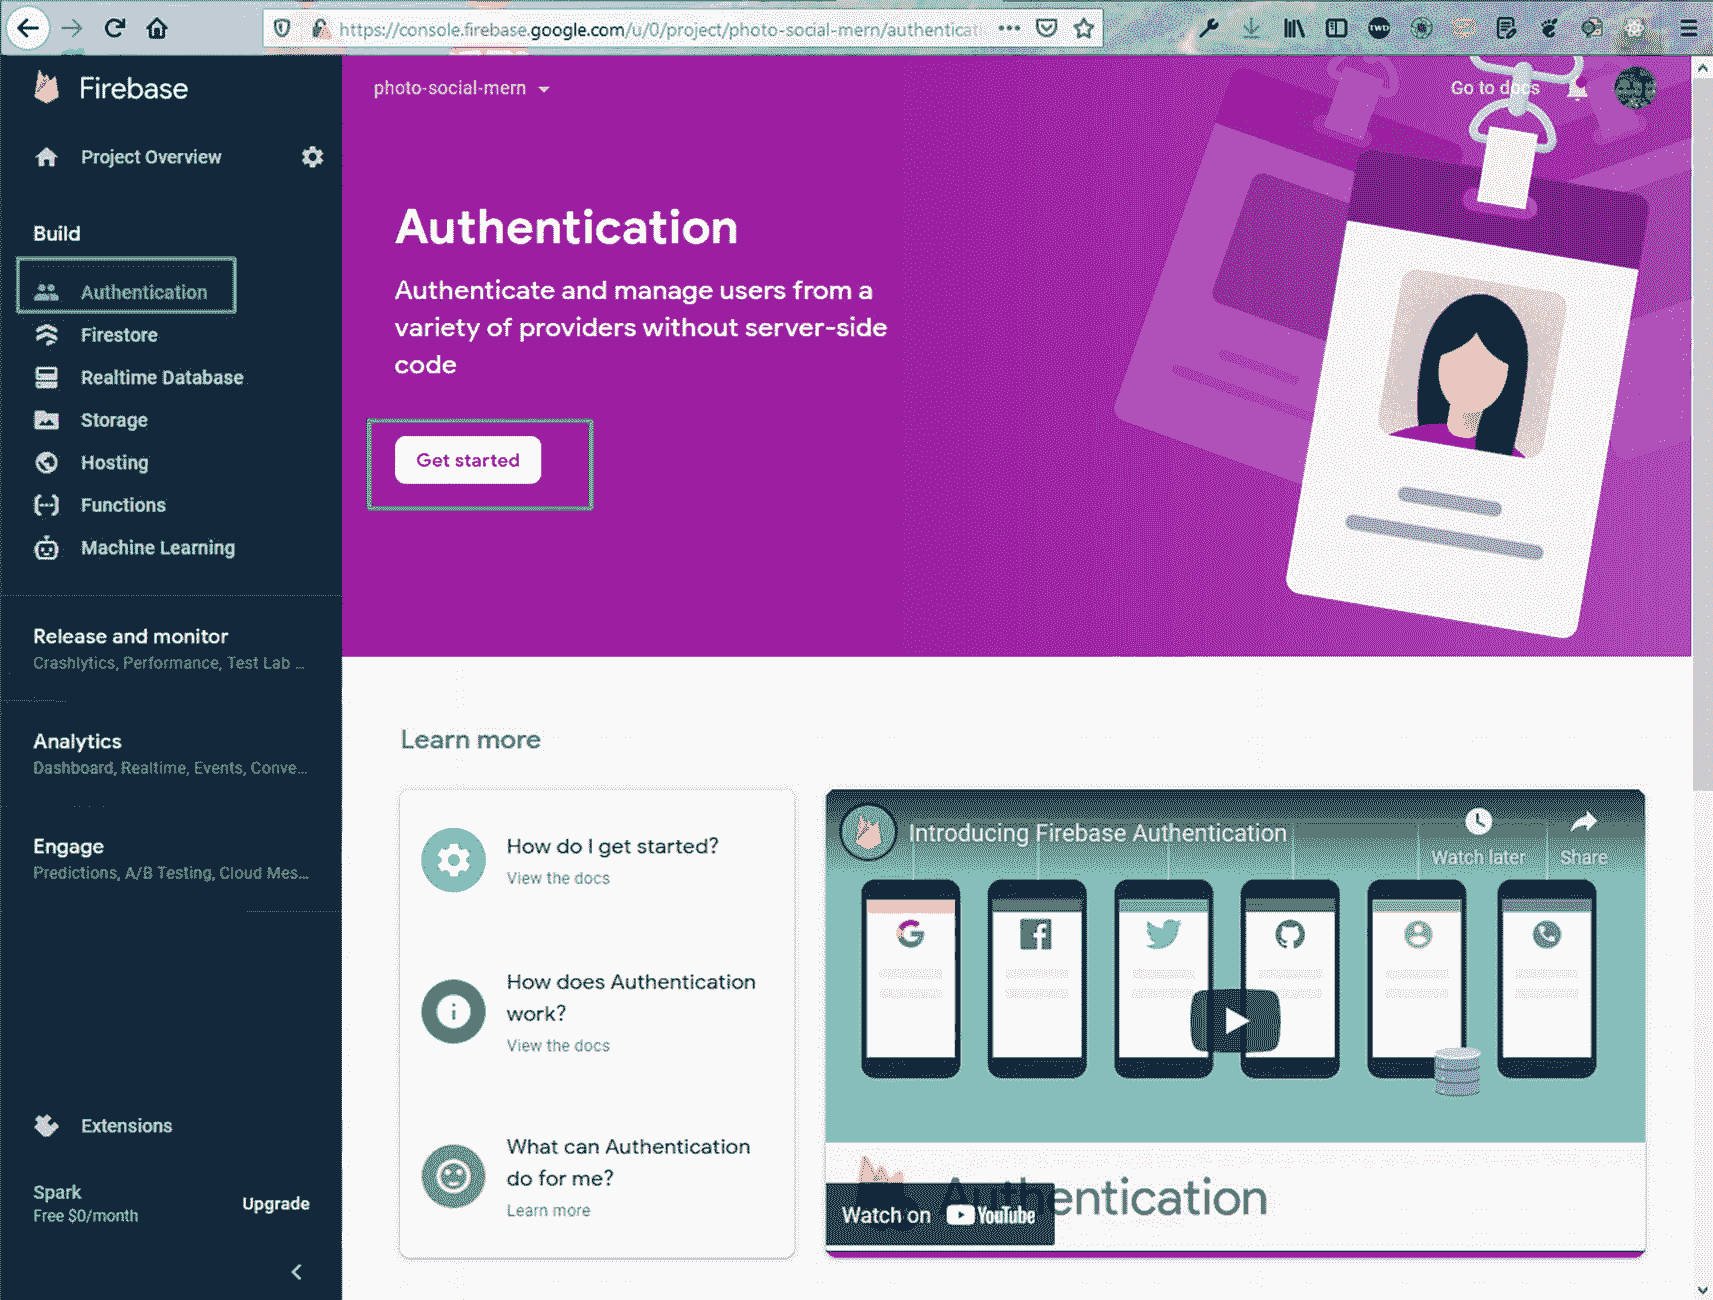 https://console.firebase.google.com/u/0/project/photo-social-mern/authenticati
Firebase
photo-social-mern
Go to docs
Project Overview
Build
Authentication
Firestore
Realtime Database
Storage
Hosting
Functions
Machine Learning
Release and monitor
Crashlytics, Performance, Test Lab ...
Analytics
Dashboard, Realtime, Events, Conve...
Engage
Predictions, A/B Testing, Cloud Mes...
Extensions
Spark
Free $0/month
Upgrade
Authentication
Authenticate and manage users from a
variety of providers without server-side
code
Get started
Learn more
How do I get started?
View the docs
How does Authentication
work?
View the docs
What can Authentication
do for me?
Learn more
Introducing Firebase Authentication
Watch later
Share
Authentication
Watch on YouTube